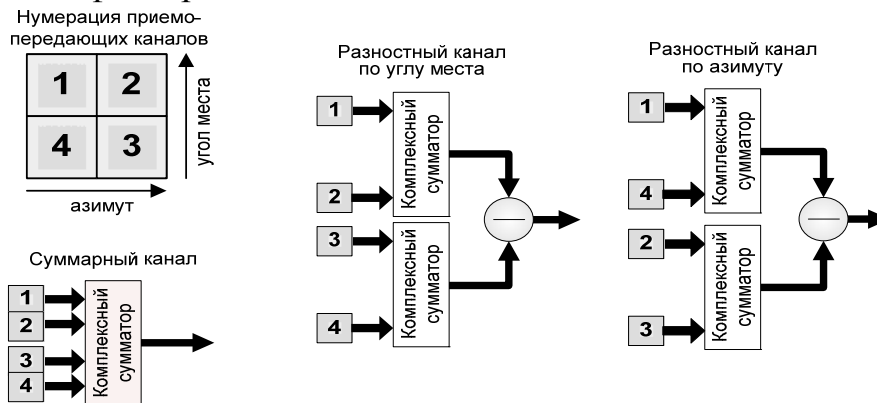 Нумерация приемо-
передающих каналов
1 2
4 3
угол места
азимут
Суммарный канал
1
2
3
4
Комплексный
сумматор
Разностный канал
по углу места
1
2
Комплексный
сумматор
3
4
Комплексный
сумматор
Разностный канал
по азимуту
1
4
Комплексный
сумматор
2
3
Комплексный
сумматор